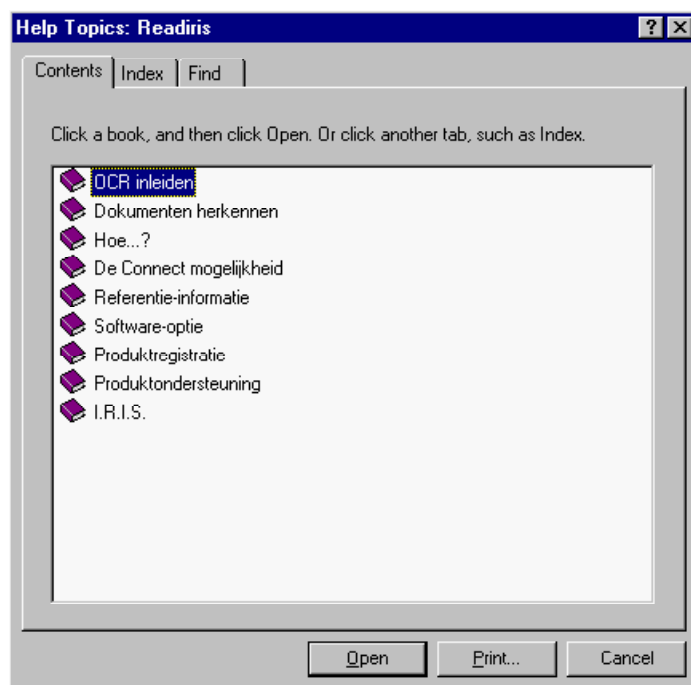 Help Topics: Readiris
Contents Index Find
Click a book, and then click Open. Or click another tab, such as Index.
OCR inleiden
Dokumenten herkennen
Hoe...?
De Connect mogelijkheid
Referentie-informatie
Software-optie
Produktregistratie
Produktondersteuning
I.R.I.S.
Open Print... Cancel